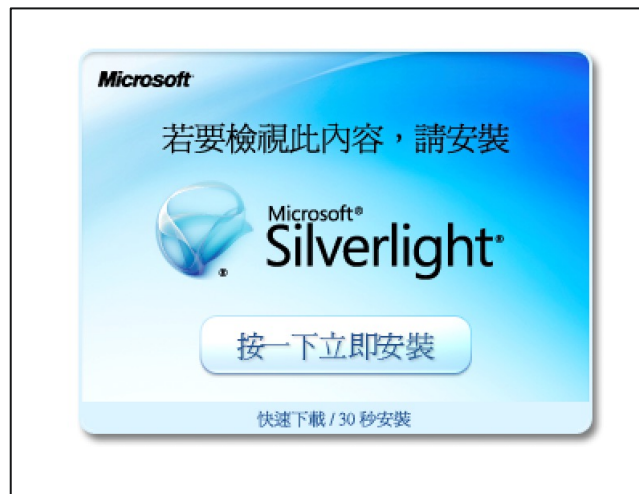 Microsoft
若要檢視此內容，請安裝
Microsoft®
Silverlight®
®
按一下立即安裝
快速下載 / 30 秒安裝